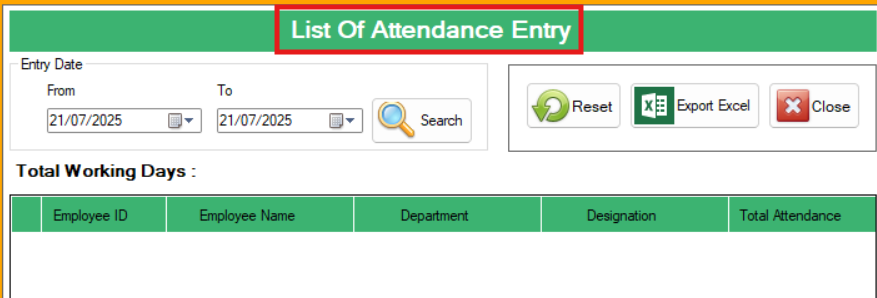 List Of Attendance Entry
Entry Date
From To
21/07/2025 21/07/2025 Search Reset Export Excel Close
Total Working Days :
Employee ID Employee Name Department Designation Total Attendance